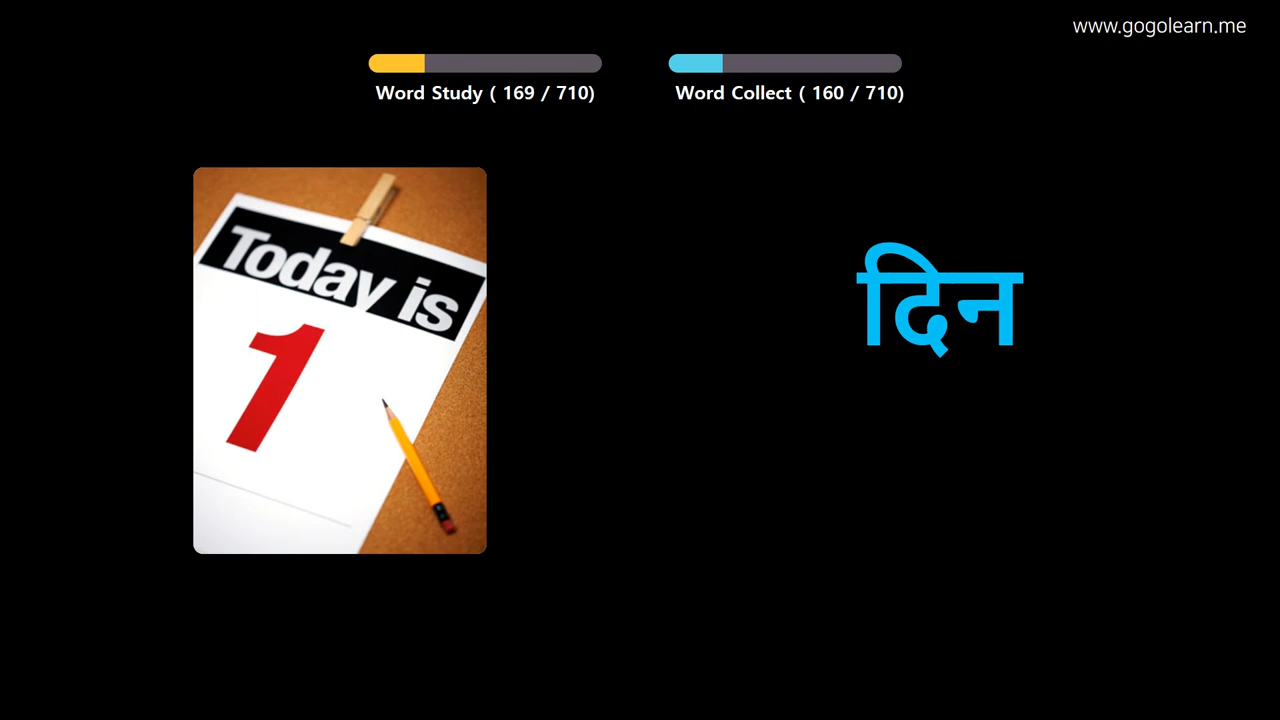 www.gogolearn.me
Word Study ( 169 / 710)
Word Collect ( 160 / 710)
Today is
1
दिन